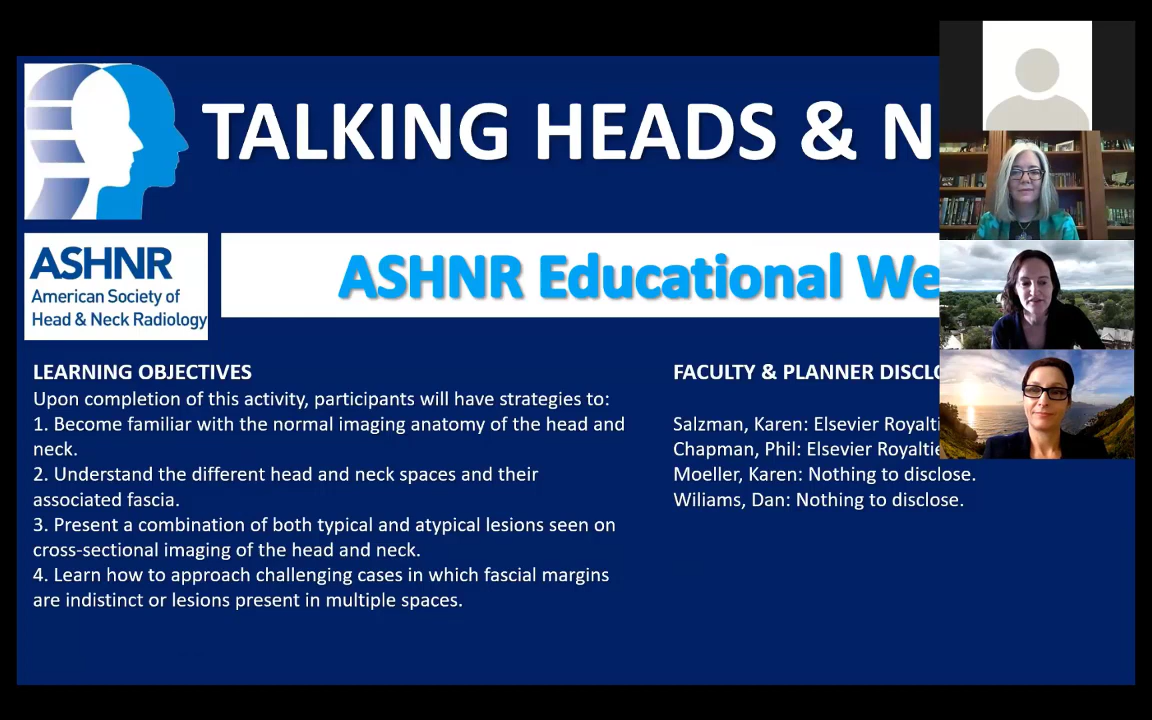 TALKING HEADS & N
ASHNR
American Society of
Head & Neck Radiology
ASHNR Educational We
LEARNING OBJECTIVES
Upon completion of this activity, participants will have strategies to:
1. Become familiar with the normal imaging anatomy of the head and
neck.
2. Understand the different head and neck spaces and their
associated fascia.
3. Present a combination of both typical and atypical lesions seen on
cross-sectional imaging of the head and neck.
4. Learn how to approach challenging cases in which fascial margins
are indistinct or lesions present in multiple spaces.
FACULTY & PLANNER DISCLO
Salzman, Karen: Elsevier Royalti
Chapman, Phil: Elsevier Royaltie
Moeller, Karen: Nothing to disclose.
Wiliams, Dan: Nothing to disclose.